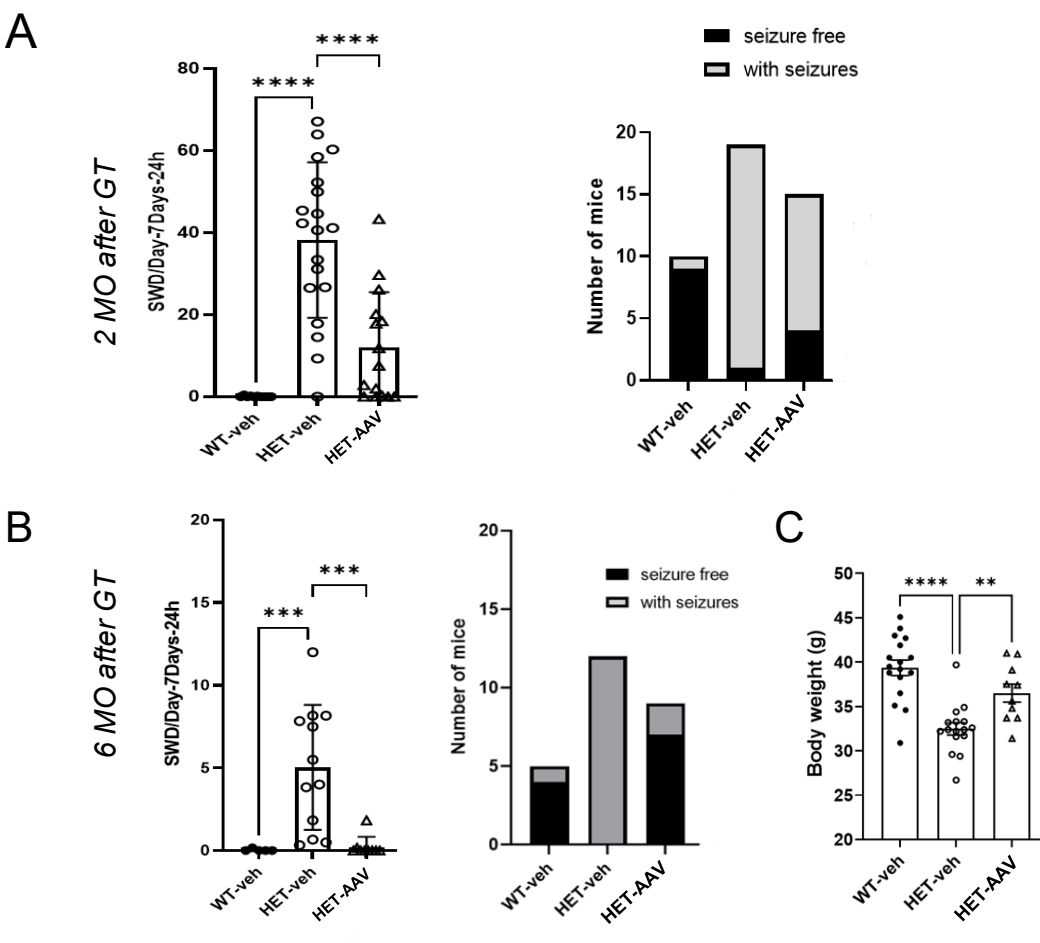 A
2 MO after GT
SWD/Day-7Days-24h
80
60
40
20
0
****
****
WT-veh
HET-veh
HET-AAV
seizure free
with seizures
Number of mice
20
15
10
5
0
WT-veh
HET-veh
HET-AAV
B
6 MO after GT
SWD/Day-7Days-24h
20
15
10
5
0
***
***
WT-veh
HET-veh
HET-AAV
Number of mice
20
15
10
5
0
seizure free
with seizures
WT-veh
HET-veh
HET-AAV
C
Body weight (g)
50
45
40
35
30
25
20
****
**
WT-veh
HET-veh
HET-AAV